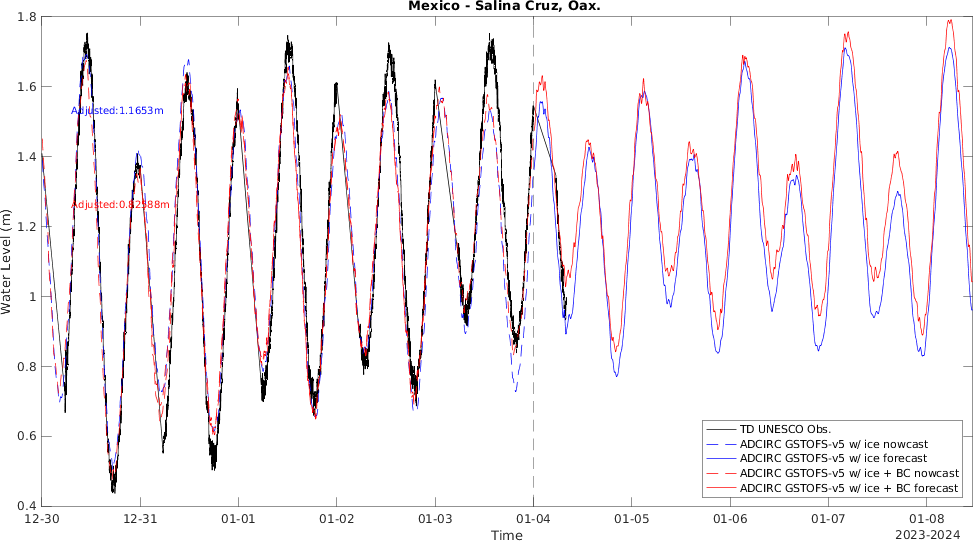 Mexico - Salina Cruz, Oax.
1.8
1.6
1.4
1.2
1
0.8
0.6
0.4
Water Level (m)
Adjusted:1.1653m
Adjusted:0.82588m
TD UNESCO Obs.
ADCIRC GSTOFS-v5 w/ ice nowcast
ADCIRC GSTOFS-v5 w/ ice forecast
ADCIRC GSTOFS-v5 w/ ice + BC nowcast
ADCIRC GSTOFS-v5 w/ ice + BC forecast
12-30 12-31 01-01 01-02 01-03 01-04 01-05 01-06 01-07 01-08
Time
2023-2024